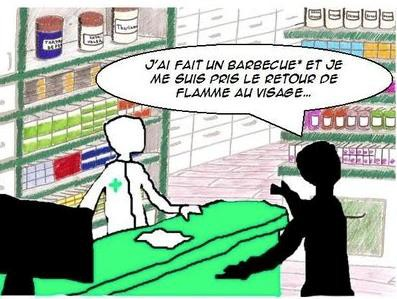 J'AI FAIT UN BARBECUE* ET JE
ME SUIS PRIS LE RETOUR DE
FLAMME AU VISAGE...